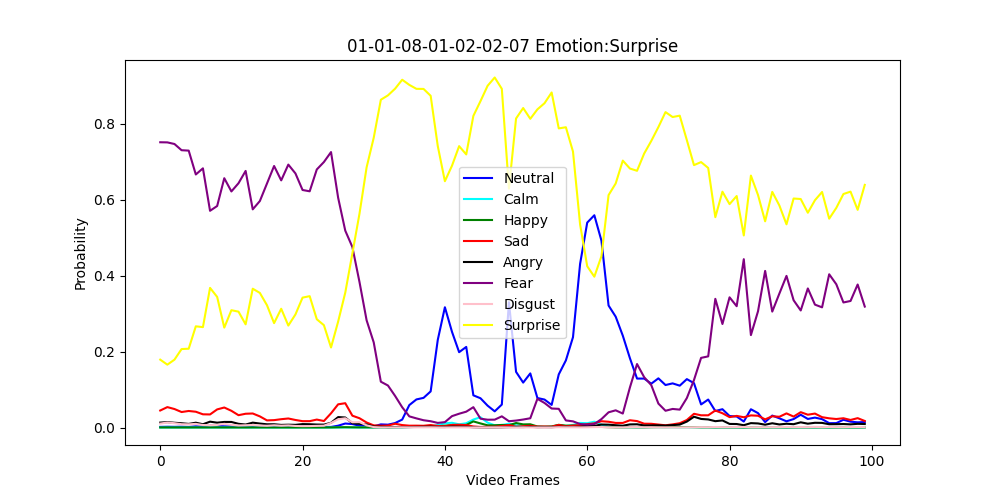 01-01-08-01-02-02-07 Emotion:Surprise
Probability
0.8
0.6
0.4
0.2
0.0
Neutral
Calm
Happy
Sad
Angry
Fear
Disgust
Surprise
0 20 40 60 80 100
Video Frames